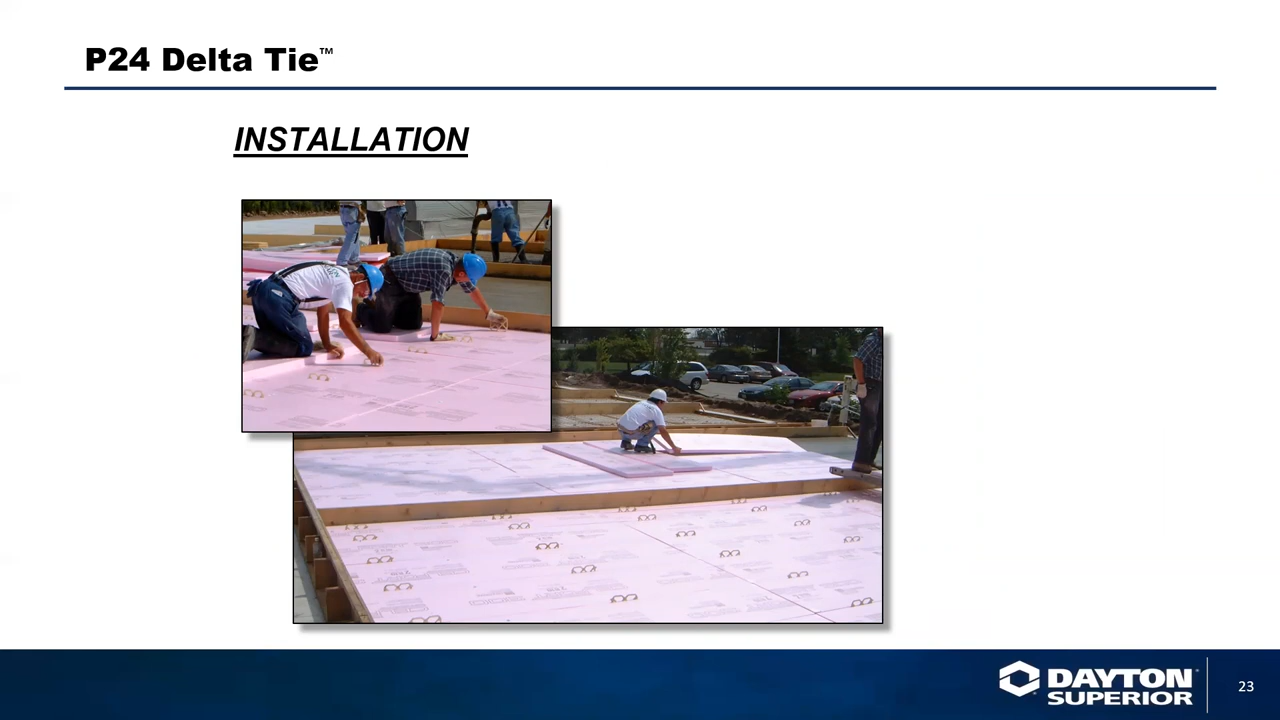 P24 Delta Tie™
INSTALLATION
DAYTON
SUPERIOR
23